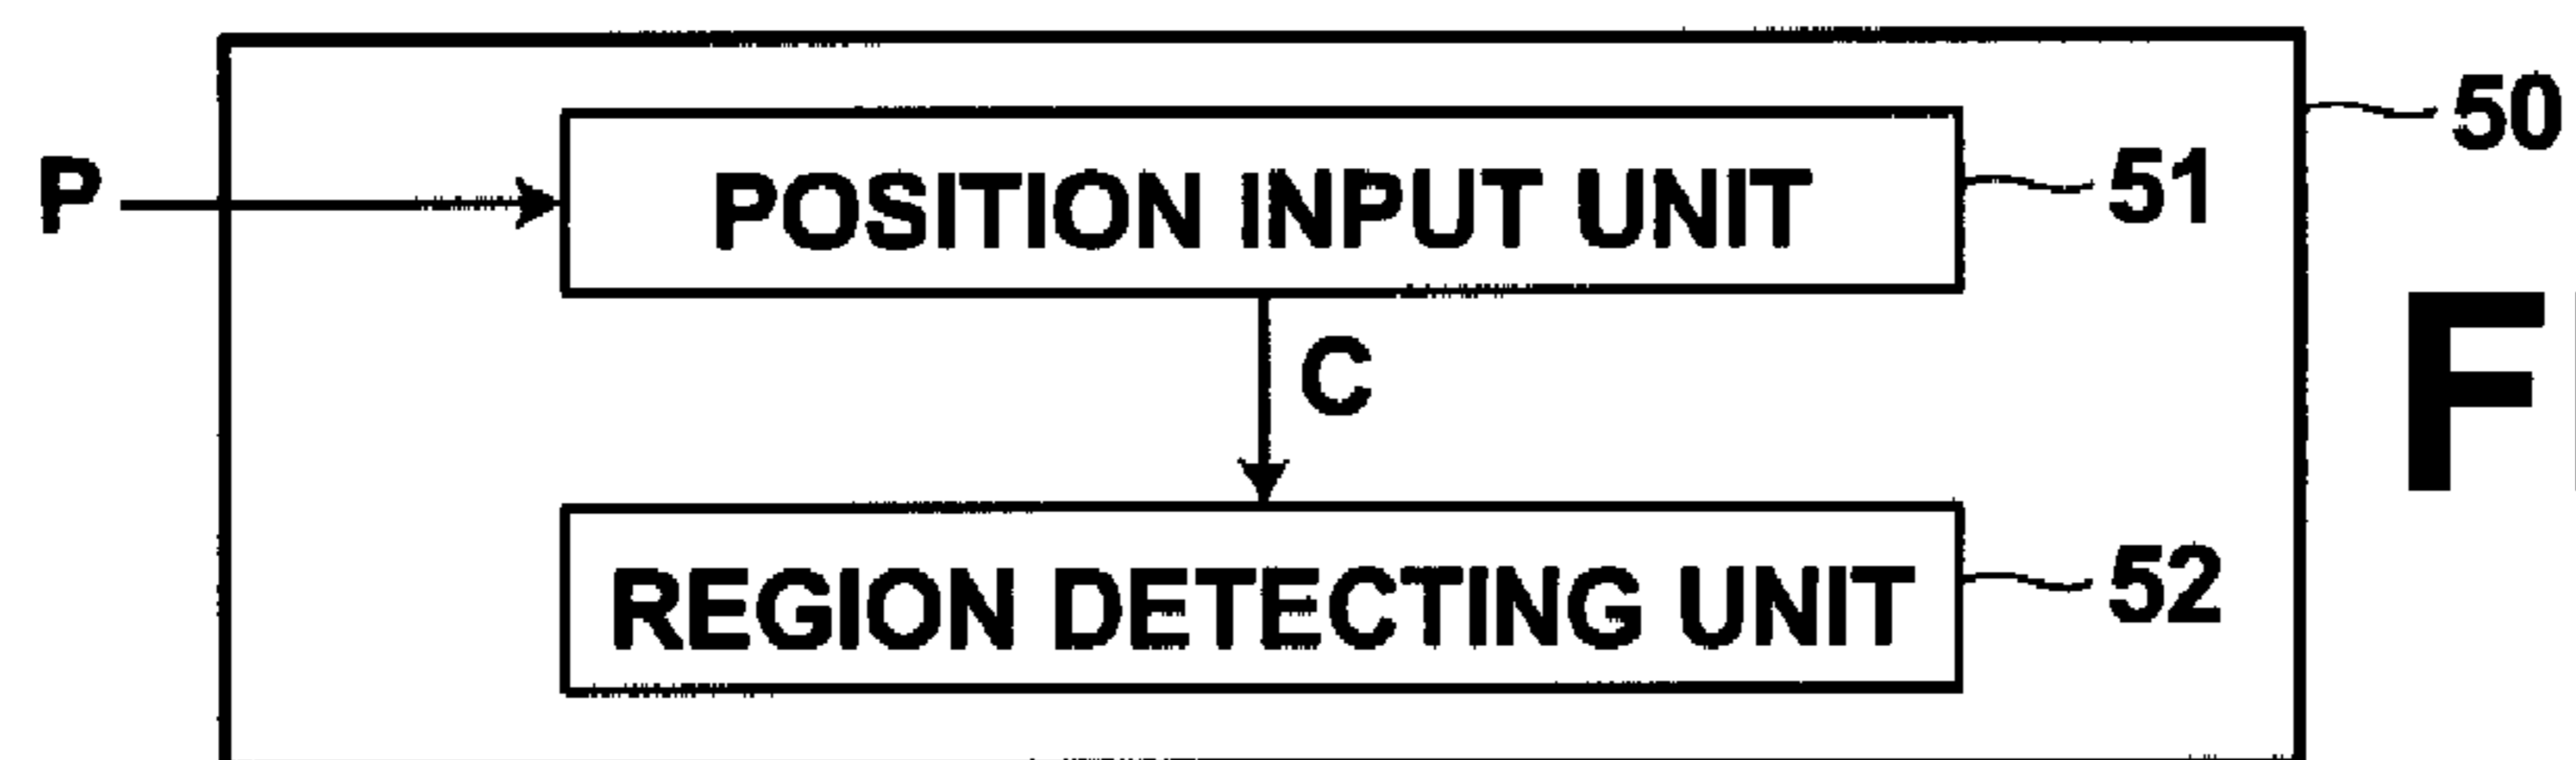 50
P
POSITION INPUT UNIT
51
F
C
REGION DETECTING UNIT
52